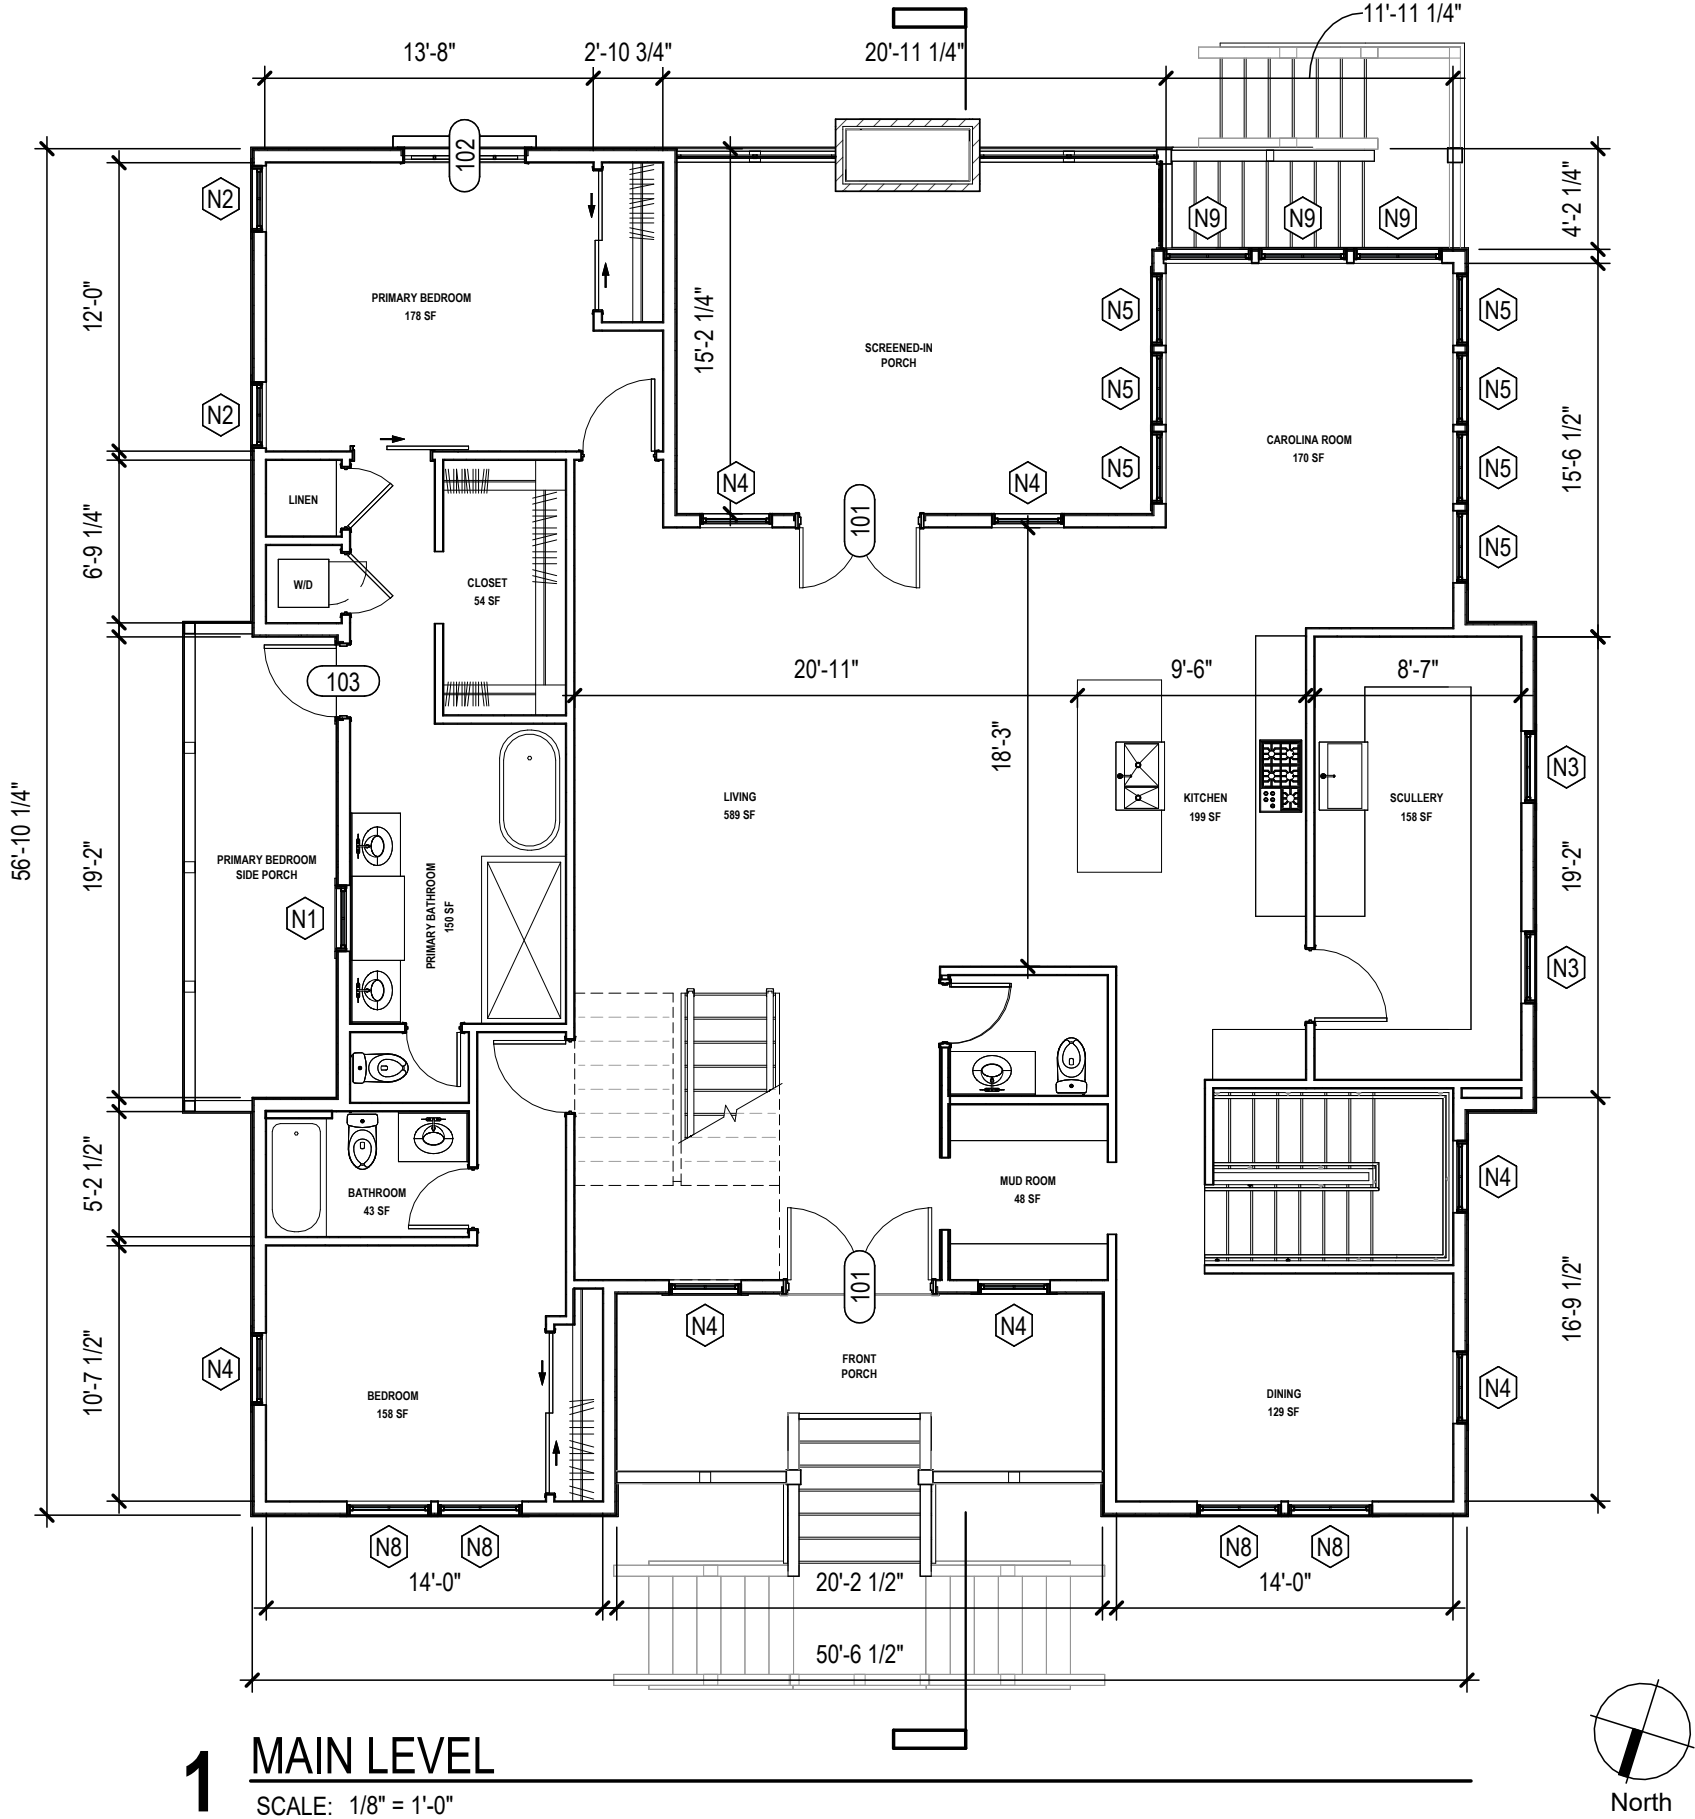 11'-11 1/4"
13'-8"
2'-10 3/4"
20'-11 1/4"
102
N2
N9
N9
N9
4'-2 1/4"
12'-0"
PRIMARY BEDROOM
178 SF
15'-2 1/4"
SCREENED-IN
PORCH
N5
N5
N5
N5
N2
N5
N5
CAROLINA ROOM
170 SF
15'-6 1/2"
N4
N4
101
N5
LINEN
6'-9 1/4"
W/D
CLOSET
54 SF
103
20'-11"
9'-6"
8'-7"
18'-3"
N3
LIVING
589 SF
KITCHEN
199 SF
SCULLERY
158 SF
56'-10 1/4"
19'-2"
PRIMARY BEDROOM
SIDE PORCH
N1
PRIMARY BATHROOM
150 SF
19'-2"
N3
5'-2 1/2"
BATHROOM
43 SF
MUD ROOM
48 SF
N4
101
N4
N4
16'-9 1/2"
10'-7 1/2"
N4
FRONT
PORCH
BEDROOM
158 SF
DINING
129 SF
N4
N8
N8
N8
N8
14'-0"
20'-2 1/2"
14'-0"
50'-6 1/2"
1
MAIN LEVEL
SCALE: 1/8" = 1'-0"
North